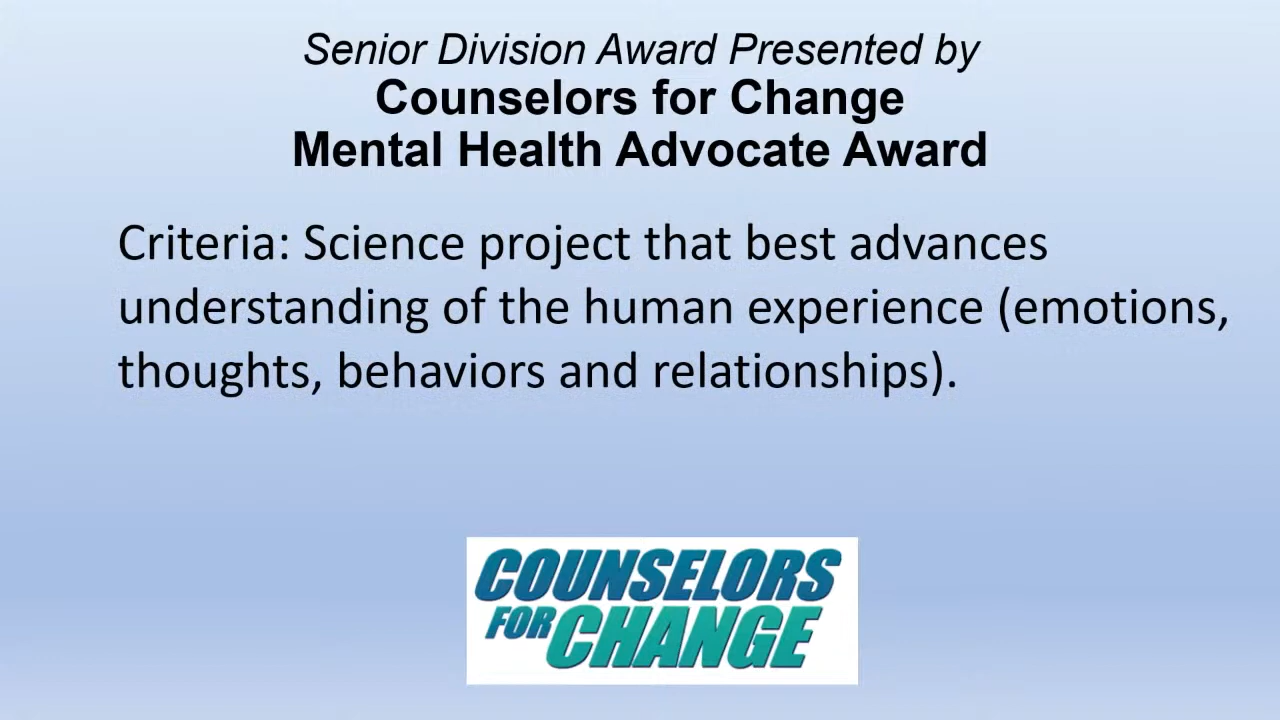 Senior Division Award Presented by
Counselors for Change
Mental Health Advocate Award
Criteria: Science project that best advances
understanding of the human experience (emotions,
thoughts, behaviors and relationships).
COUNSELORS
FOR CHANGE